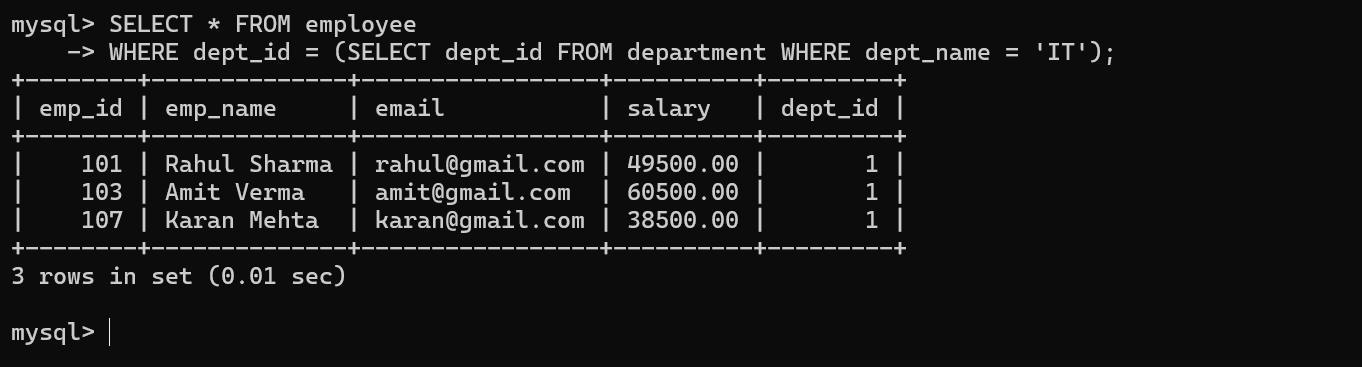 mysql> SELECT * FROM employee
    -> WHERE dept_id = (SELECT dept_id FROM department WHERE dept_name = 'IT');
+--------+--------------+-----------------+----------+---------+
| emp_id | emp_name     | email           | salary   | dept_id |
+--------+--------------+-----------------+----------+---------+
|    101 | Rahul Sharma | rahul@gmail.com | 49500.00 |       1 |
|    103 | Amit Verma   | amit@gmail.com  | 60500.00 |       1 |
|    107 | Karan Mehta  | karan@gmail.com | 38500.00 |       1 |
+--------+--------------+-----------------+----------+---------+
3 rows in set (0.01 sec)

mysql>